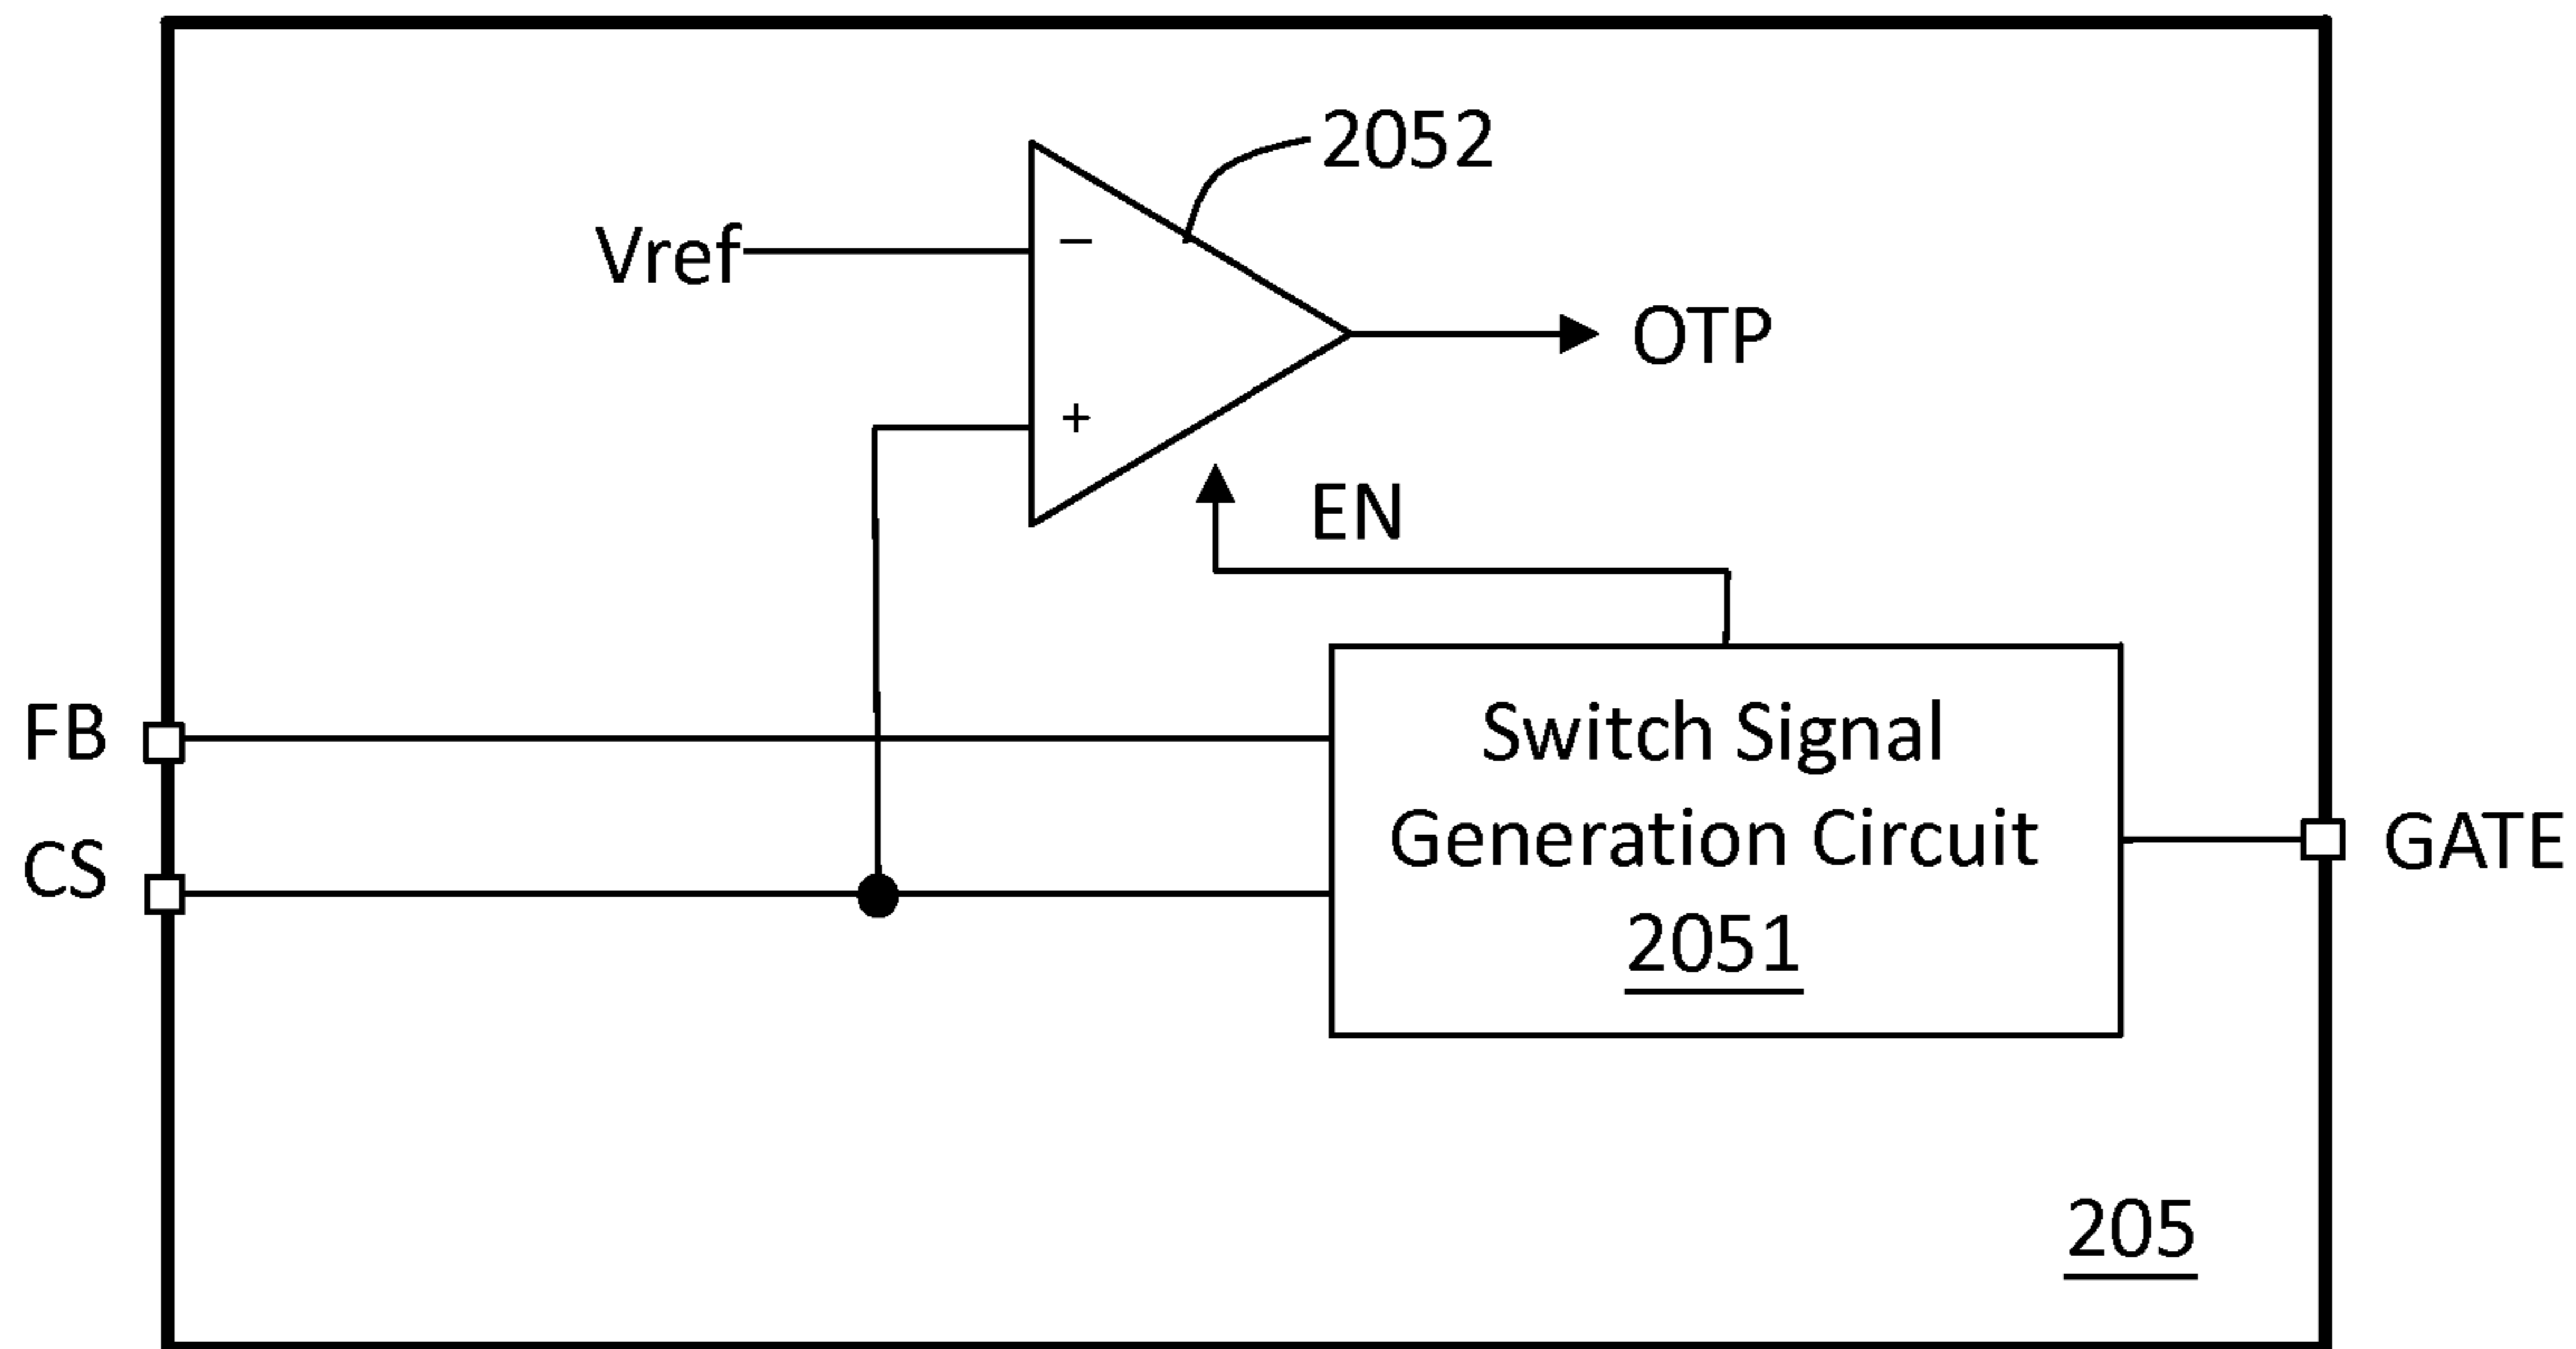 2052
Vref
−
OTP
+
EN
FB
Switch Signal
Generation Circuit
2051
CS
GATE
205